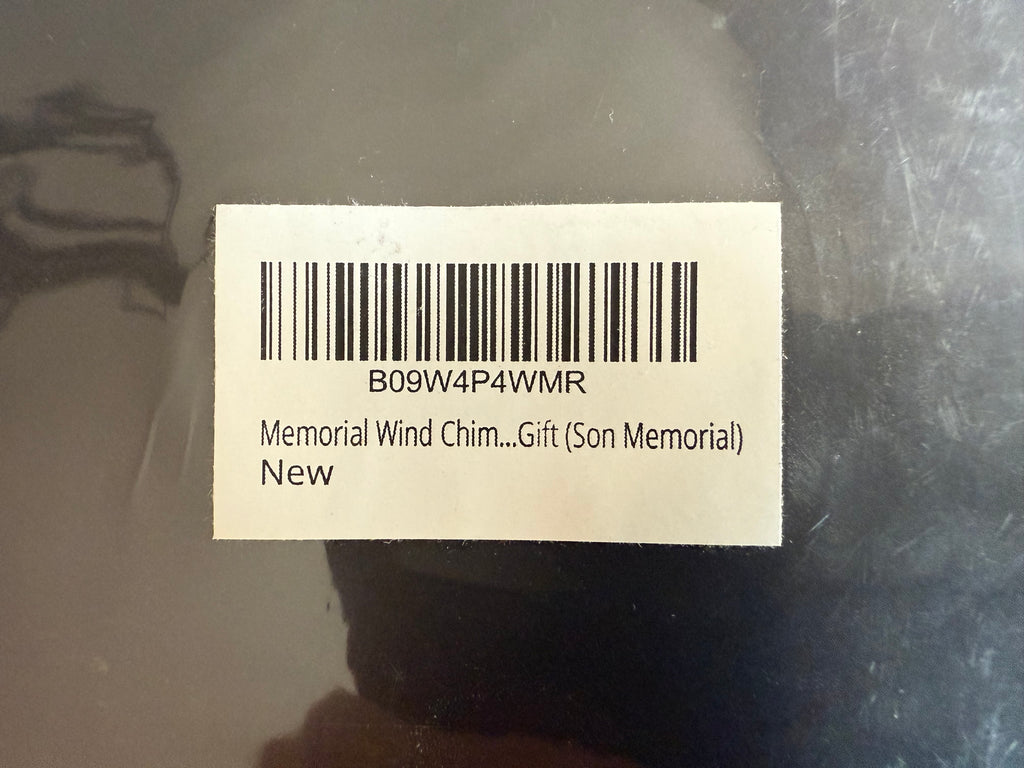 B09W4P4WMR
Memorial Wind Chim...Gift (Son Memorial)
New